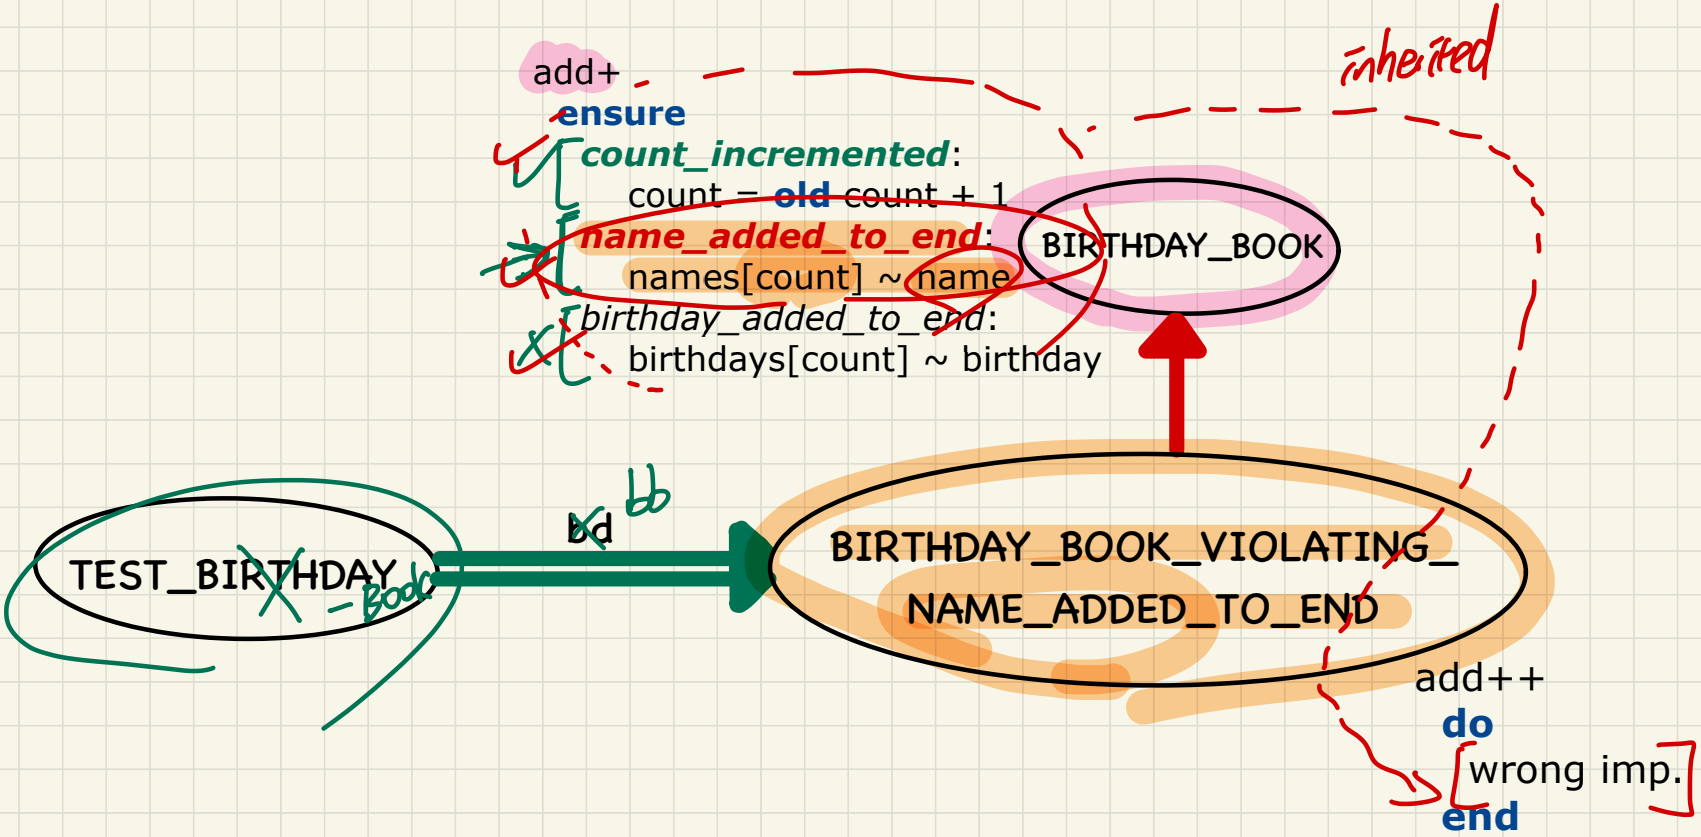 inherited
add+
ensure
count_incremented:
count = old count + 1
name_added_to_end:
names[count] ~ name
birthday_added_to_end:
birthdays[count] ~ birthday
BIRTHDAY_BOOK
bb
bd
TEST_BIRTHDAY
-Book
BIRTHDAY_BOOK_VIOLATING_
NAME_ADDED_TO_END
add++
do
wrong imp.
end